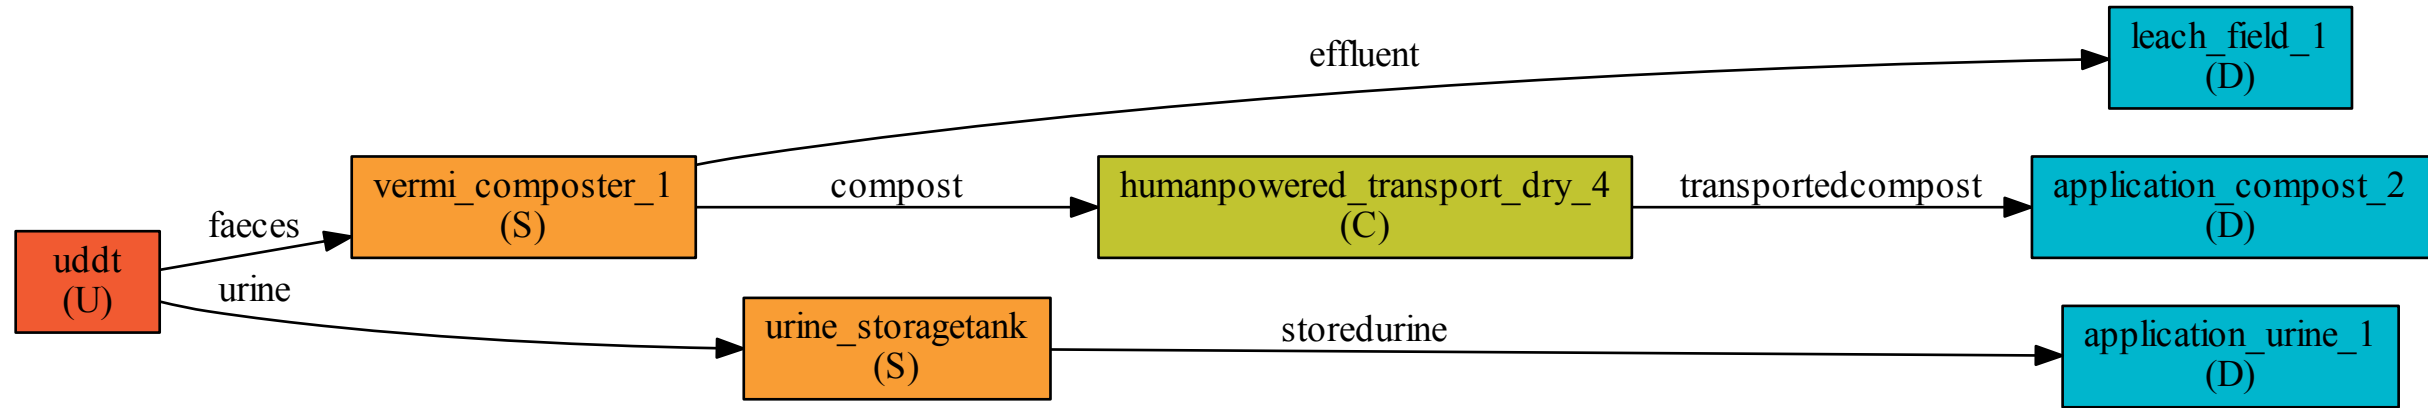 effluent
leach_field_1
(D)
vermi_composter_1
(S)
compost
humanpowered_transport_dry_4
(C)
transportedcompost
application_compost_2
(D)
faeces
uddt
(U)
urine
urine_storagetank
(S)
storedurine
application_urine_1
(D)